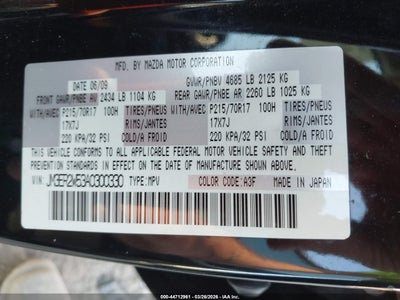 MFD. BY MAZDA MOTOR CORPORATION
DATE 06/09 GVWR/PNBV 4685 LB 2125 KG
FRONT GAWR/PNBE AV 2434 LB 1104 KG REAR GAWR/PNBE AR 2260 LB 1025 KG
WITH/AVEC P215/70R17 100H TIRES/PNEUS WITH/AVEC P215/70R17 100H TIRES/PNEUS
17X7J RIMS/JANTES 17X7J RIMS/JANTES
220 KPA/32 PSI COLD/A FROID 220 KPA/32 PSI COLD/A FROID
THIS VEHICLE CONFORMS TO ALL APPLICABLE FEDERAL MOTOR VEHICLE
SAFETY, BUMPER, AND THEFT PREVENTION STANDARDS
IN EFFECT ON THE DATE OF MANUFACTURE SHOWN ABOVE.
VIN: JM3ER2W53A0300330 TYPE: MPV COLOR CODE: A3F MADE IN JAPAN
000-44712961 - 03/26/2026 - IAAI